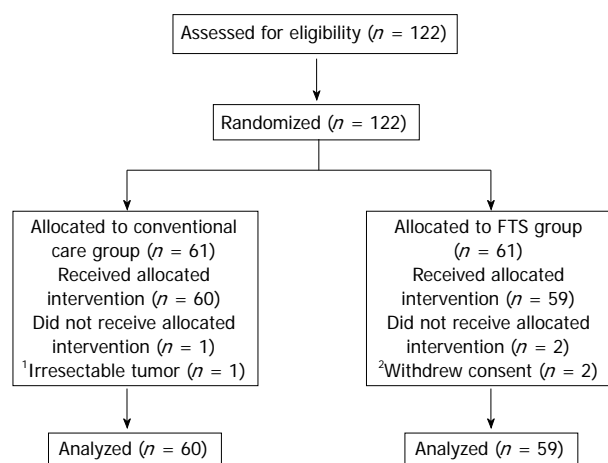 Assessed for eligibility (n = 122)
Randomized (n = 122)
Allocated to conventional
care group (n = 61)
Received allocated
intervention (n = 60)
Did not receive allocated
intervention (n = 1)
¹Irresectable tumor (n = 1)
Analyzed (n = 60)
Allocated to FTS group
(n = 61)
Received allocated
intervention (n = 59)
Did not receive allocated
intervention (n = 2)
²Withdrew consent (n = 2)
Analyzed (n = 59)